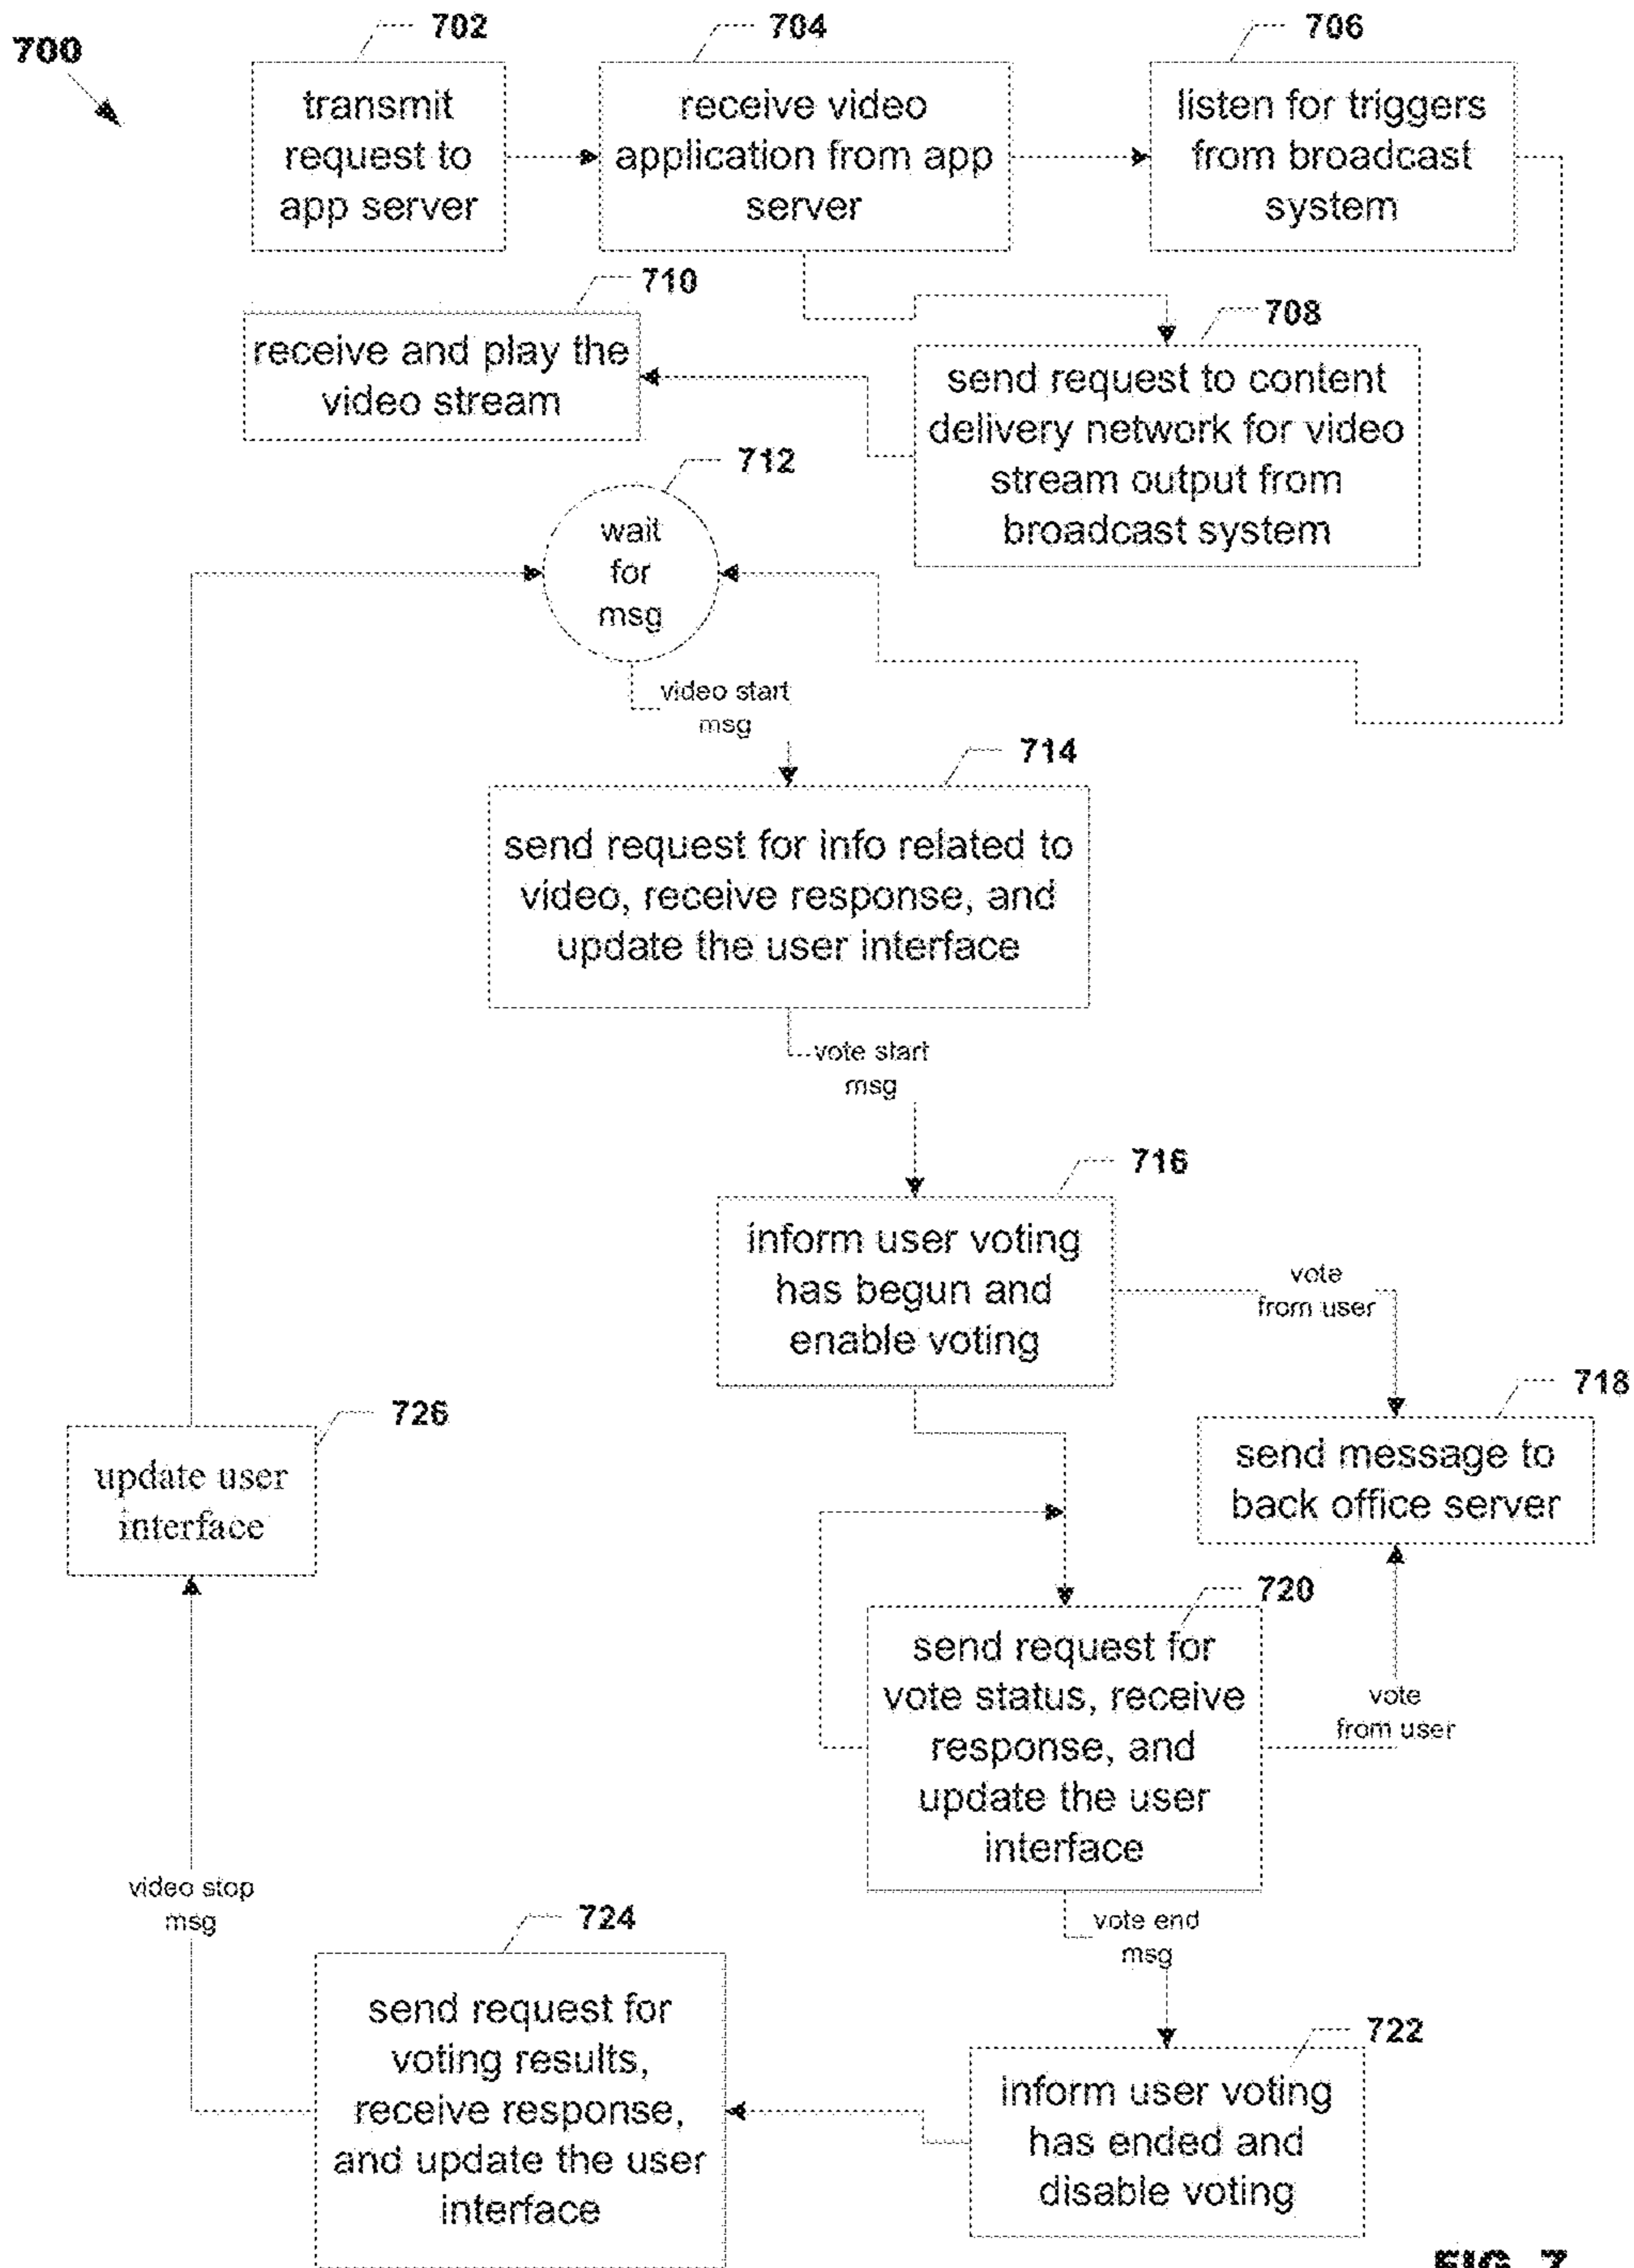 700
702
704
706
transmit
request to
app server
receive video
application from app
server
listen for triggers
from broadcast
system
710
708
receive and play the
video stream
send request to content
delivery network for video
stream output from
broadcast system
712
wait
for
msg
video start
msg
714
send request for info related to
video, receive response, and
update the user interface
vote start
msg
716
inform user voting
has begun and
enable voting
vote
from user
718
send message to
back office server
726
update user
interface
720
send request for
vote status, receive
response, and
update the user
interface
vote
from user
video stop
msg
vote end
msg
724
send request for
voting results,
receive response,
and update the user
interface
722
inform user voting
has ended and
disable voting
FIG. 7